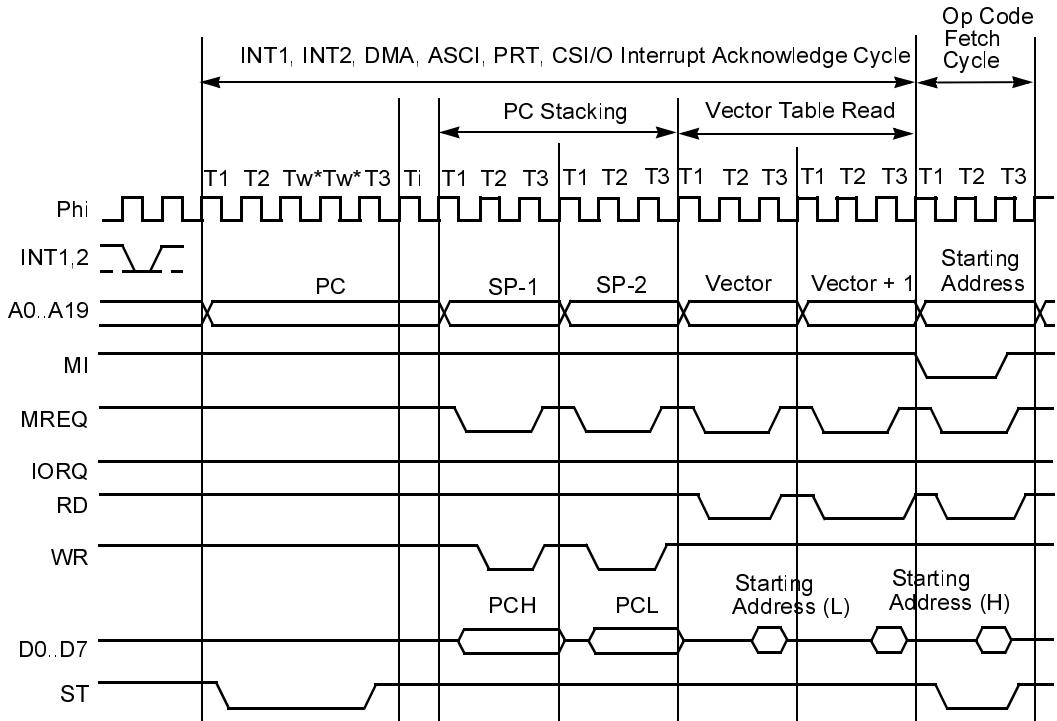 Op Code
Fetch
Cycle
INT1, INT2, DMA, ASCI, PRT, CSI/O Interrupt Acknowledge Cycle
PC Stacking
Vector Table Read
T1 T2 Tw*Tw* T3 Ti T1 T2 T3 T1 T2 T3 T1 T2 T3 T1 T2 T3 T1 T2 T3
Phi
INT1,2
Starting
Address
PC
SP-1
SP-2
Vector
Vector + 1
A0..A19
MI
MREQ
IORQ
RD
WR
Starting
Address (L)
Starting
Address (H)
PCH
PCL
D0..D7
ST